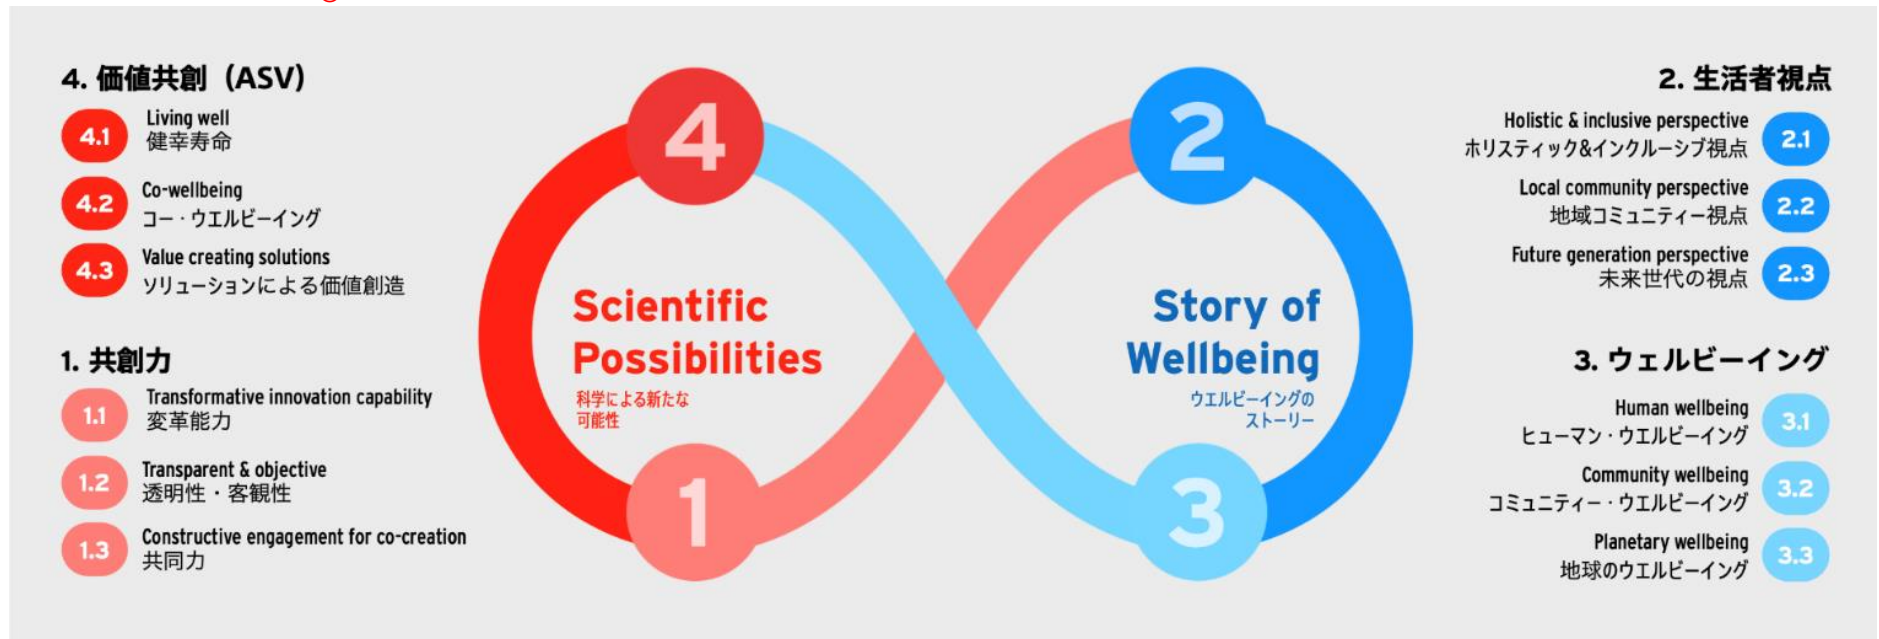 4. 価値共創（ASV）
4.1
Living well
健幸寿命
4.2
Co-wellbeing
コー・ウエルビーイング
4.3
Value creating solutions
ソリューションによる価値創造
1. 共創力
1.1
Transformative innovation capability
変革能力
1.2
Transparent & objective
透明性・客観性
1.3
Constructive engagement for co-creation
共同力
4
1
Scientific
Possibilities
科学による新たな
可能性
2
3
Story of
Wellbeing
ウエルビーイングの
ストーリー
2. 生活者視点
Holistic & inclusive perspective
ホリスティック&インクルーシブ視点
2.1
Local community perspective
地域コミュニティー視点
2.2
Future generation perspective
未来世代の視点
2.3
3. ウェルビーイング
Human wellbeing
ヒューマン・ウエルビーイング
3.1
Community wellbeing
コミュニティー・ウエルビーイング
3.2
Planetary wellbeing
地球のウエルビーイング
3.3